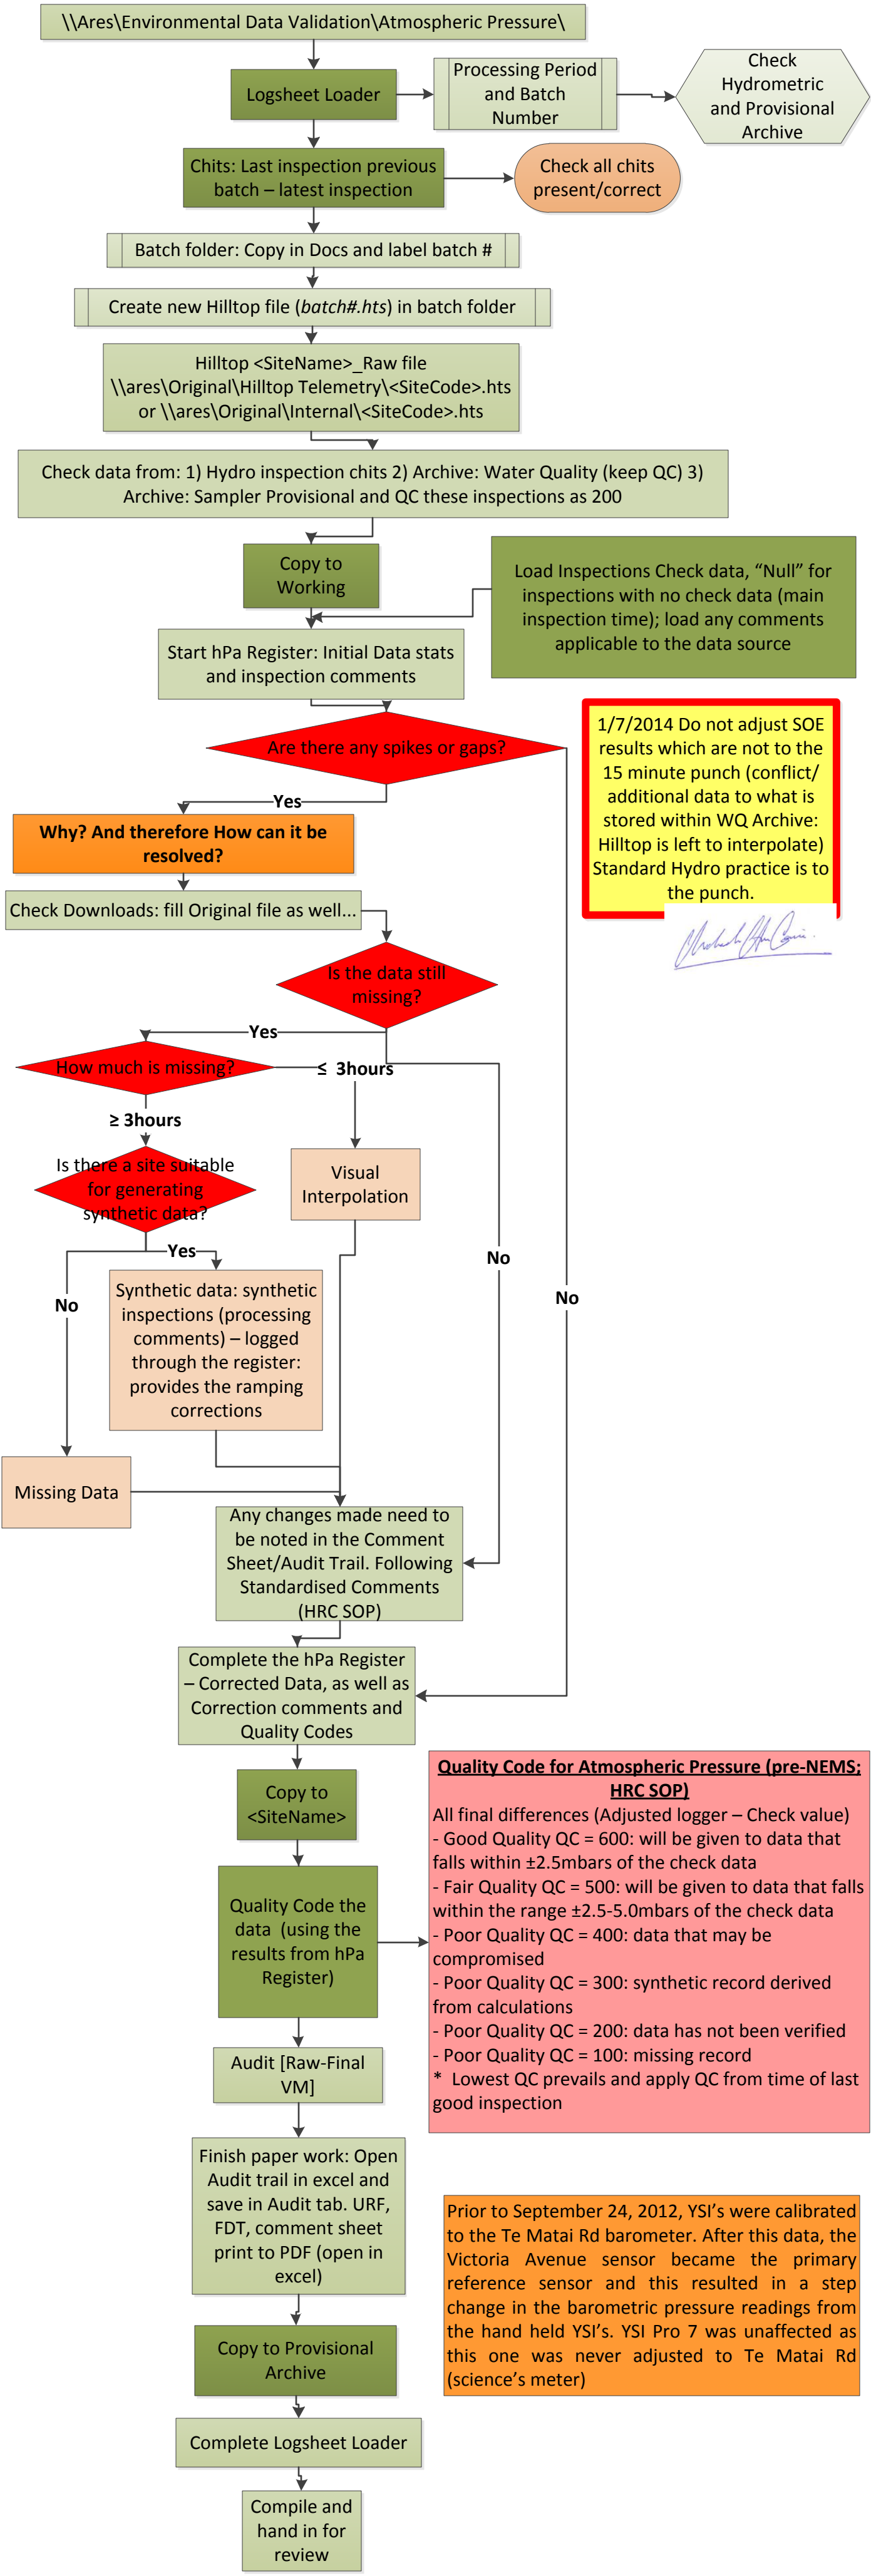 \\Ares\Environmental Data Validation\Atmospheric Pressure\
Logsheet Loader
Processing Period
and Batch
Number
Check
Hydrometric
and Provisional
Archive
Chits: Last inspection previous
batch – latest inspection
Check all chits
present/correct
Batch folder: Copy in Docs and label batch #
Create new Hilltop file (batch#.hts) in batch folder
Hilltop <SiteName>_Raw file
\\ares\Original\Hilltop Telemetry\<SiteCode>.hts
or \\ares\Original\Internal\<SiteCode>.hts
Check data from: 1) Hydro inspection chits 2) Archive: Water Quality (keep QC) 3)
Archive: Sampler Provisional and QC these inspections as 200
Copy to
Working
Load Inspections Check data, “Null” for
inspections with no check data (main
inspection time); load any comments
applicable to the data source
Start hPa Register: Initial Data stats
and inspection comments
Are there any spikes or gaps?
1/7/2014 Do not adjust SOE
results which are not to the
15 minute punch (conflict/
additional data to what is
stored within WQ Archive:
Hilltop is left to interpolate)
Standard Hydro practice is to
the punch.
Yes
Why? And therefore How can it be
resolved?
Check Downloads: fill Original file as well...
Is the data still
missing?
Yes
How much is missing?
≤ 3hours
≥ 3hours
Is there a site suitable
for generating
synthetic data?
Visual
Interpolation
Yes
No
No
No
Synthetic data: synthetic
inspections (processing
comments) – logged
through the register:
provides the ramping
corrections
Missing Data
Any changes made need to
be noted in the Comment
Sheet/Audit Trail. Following
Standardised Comments
(HRC SOP)
Complete the hPa Register
– Corrected Data, as well as
Correction comments and
Quality Codes
Copy to
<SiteName>
Quality Code the
data (using the
results from hPa
Register)
Quality Code for Atmospheric Pressure (pre-NEMS;
HRC SOP)
All final differences (Adjusted logger – Check value)
- Good Quality QC = 600: will be given to data that
falls within ±2.5mbars of the check data
- Fair Quality QC = 500: will be given to data that falls
within the range ±2.5-5.0mbars of the check data
- Poor Quality QC = 400: data that may be
compromised
- Poor Quality QC = 300: synthetic record derived
from calculations
- Poor Quality QC = 200: data has not been verified
- Poor Quality QC = 100: missing record
* Lowest QC prevails and apply QC from time of last
good inspection
Audit [Raw-Final
VM]
Finish paper work: Open
Audit trail in excel and
save in Audit tab. URF,
FDT, comment sheet
print to PDF (open in
excel)
Prior to September 24, 2012, YSI’s were calibrated
to the Te Matai Rd barometer. After this data, the
Victoria Avenue sensor became the primary
reference sensor and this resulted in a step
change in the barometric pressure readings from
the hand held YSI’s. YSI Pro 7 was unaffected as
this one was never adjusted to Te Matai Rd
(science’s meter)
Copy to Provisional
Archive
Complete Logsheet Loader
Compile and
hand in for
review